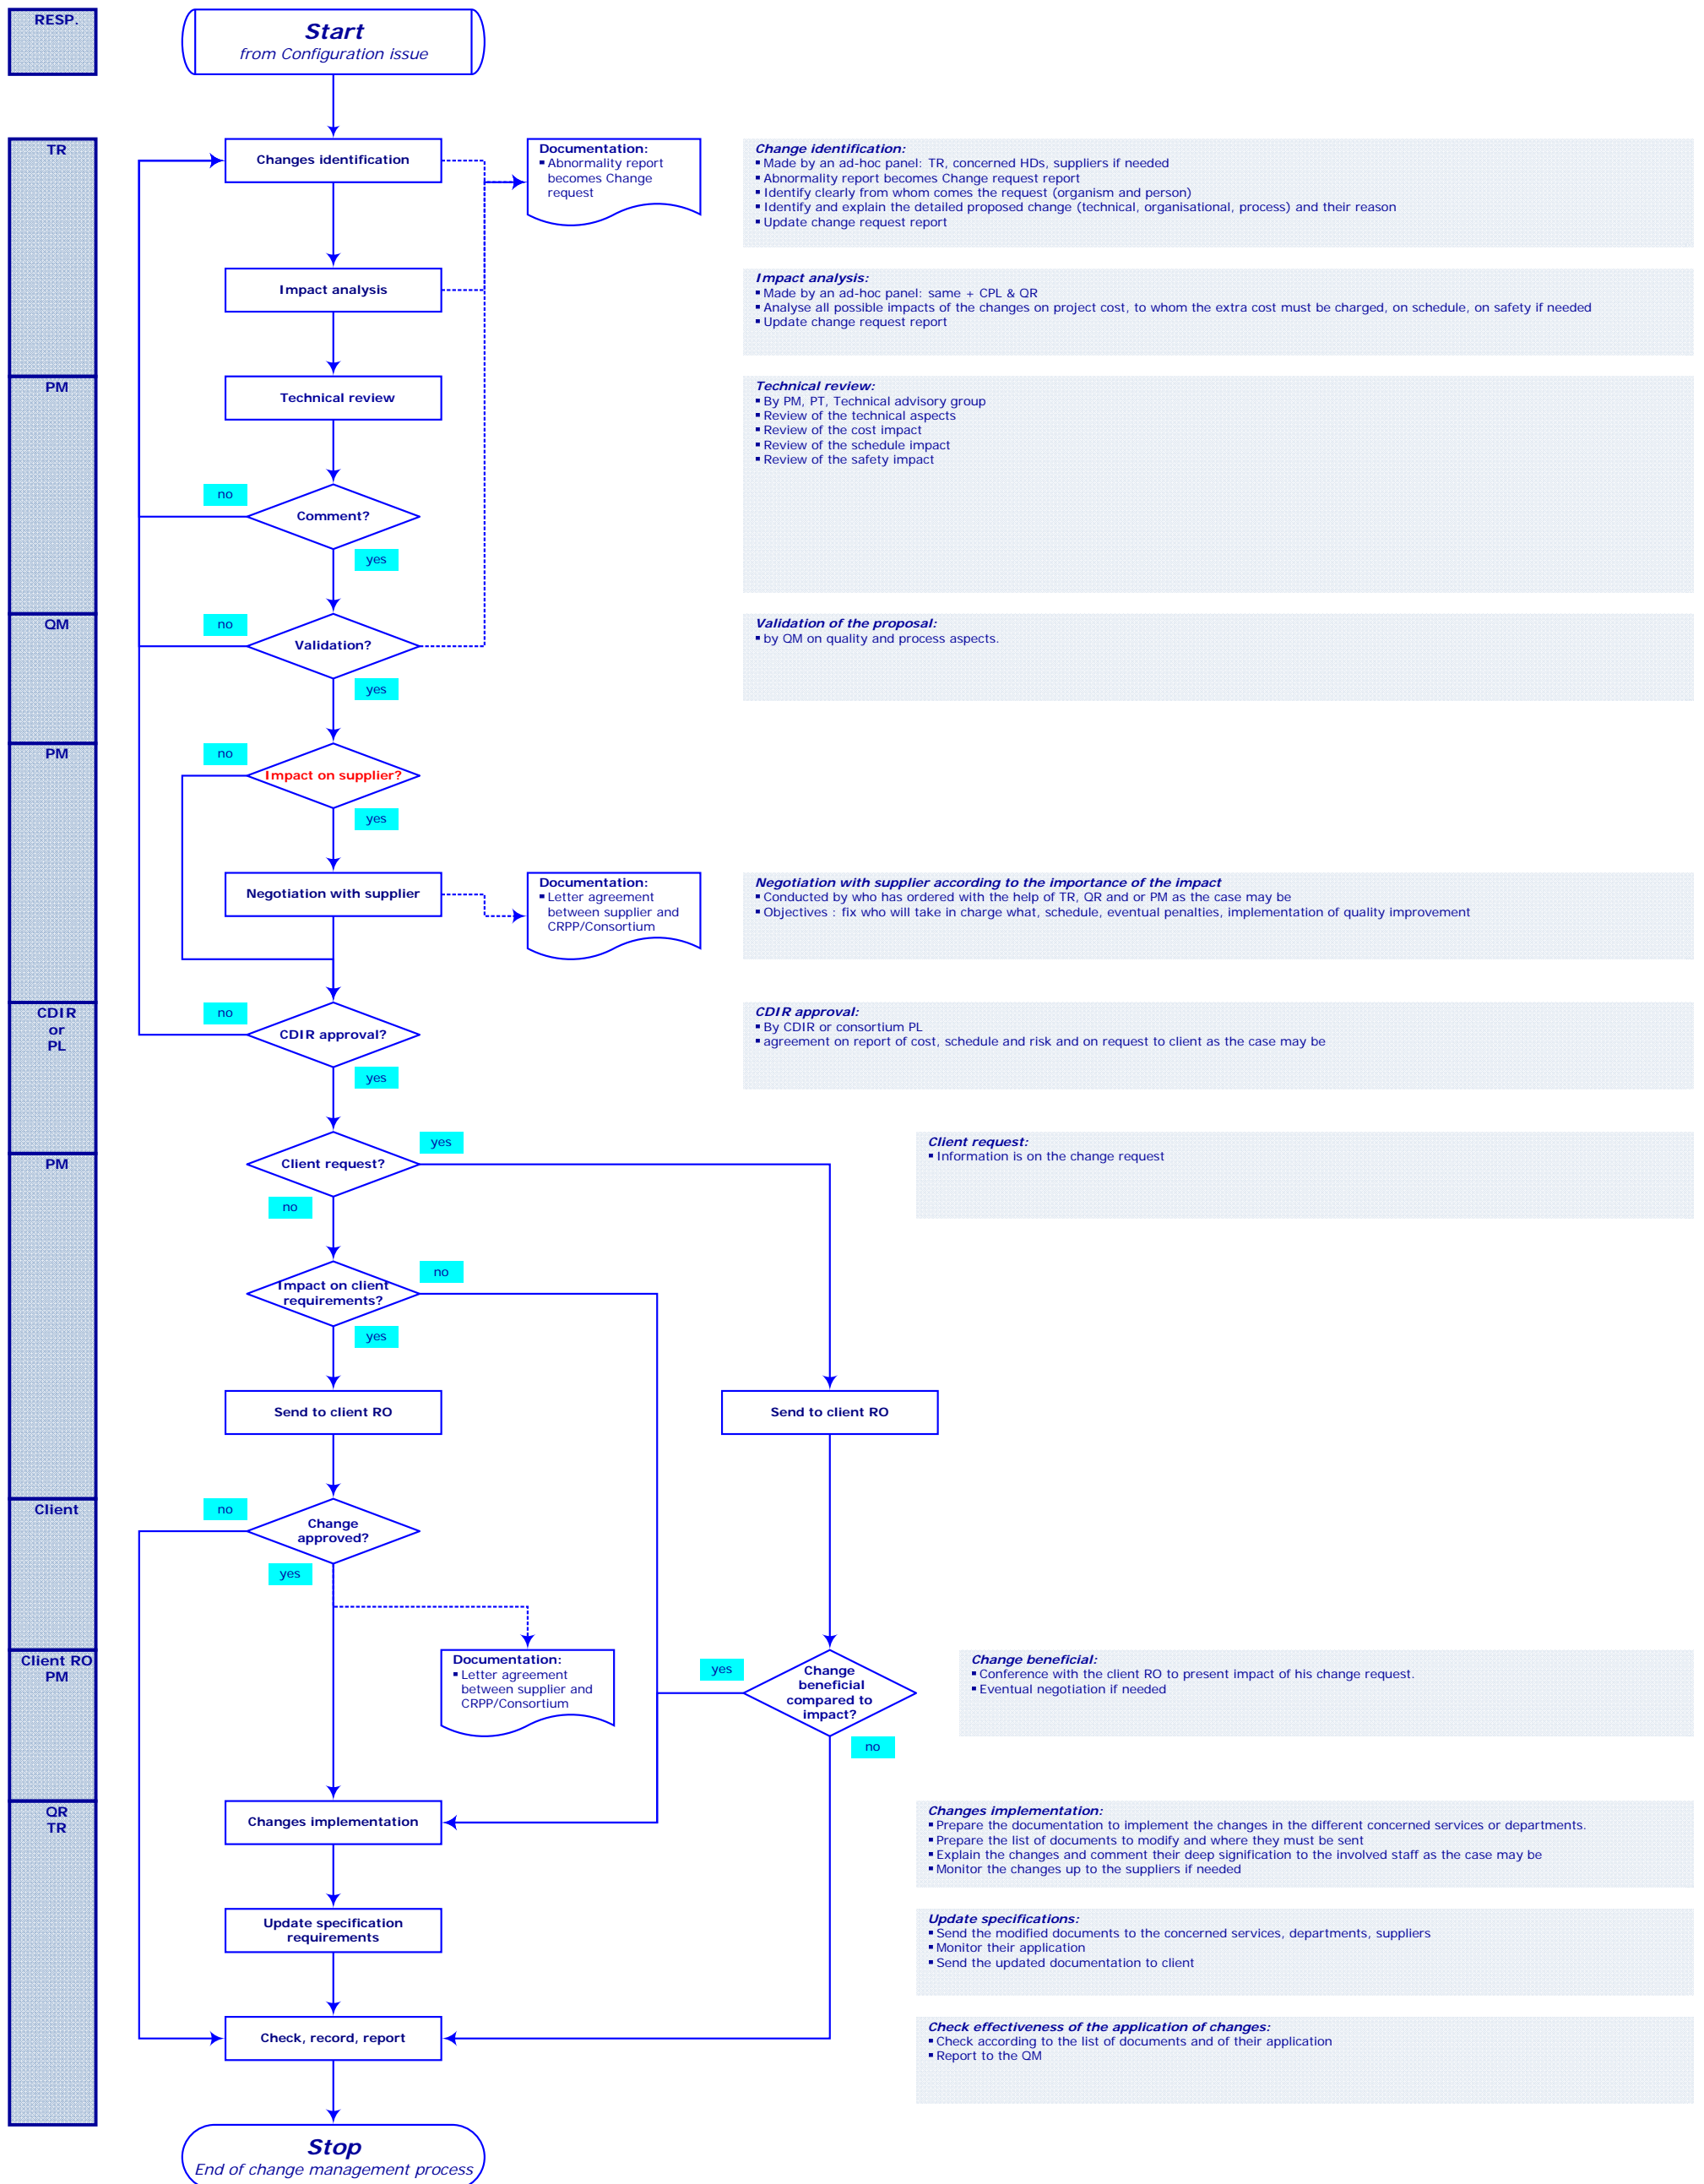 RESP.
Start
from Configuration issue
TR
Changes identification
Documentation:
▪ Abnormality report
becomes Change
request
Change identification:
▪ Made by an ad-hoc panel: TR, concerned HDs, suppliers if needed
▪ Abnormality report becomes Change request report
▪ Identify clearly from whom comes the request (organism and person)
▪ Identify and explain the detailed proposed change (technical, organisational, process) and their reason
▪ Update change request report
Impact analysis
Impact analysis:
▪ Made by an ad-hoc panel: same + CPL & QR
▪ Analyse all possible impacts of the changes on project cost, to whom the extra cost must be charged, on schedule, on safety if needed
▪ Update change request report
PM
Technical review
Technical review:
▪ By PM, PT, Technical advisory group
▪ Review of the technical aspects
▪ Review of the cost impact
▪ Review of the schedule impact
▪ Review of the safety impact
no
Comment?
yes
QM
no
Validation?
yes
Validation of the proposal:
▪ by QM on quality and process aspects.
PM
no
Impact on supplier?
yes
Negotiation with supplier
Documentation:
▪ Letter agreement
between supplier and
CRPP/Consortium
Negotiation with supplier according to the importance of the impact
▪ Conducted by who has ordered with the help of TR, QR and or PM as the case may be
▪ Objectives : fix who will take in charge what, schedule, eventual penalties, implementation of quality improvement
CDIR
or
PL
no
CDIR approval?
yes
CDIR approval:
▪ By CDIR or consortium PL
▪ agreement on report of cost, schedule and risk and on request to client as the case may be
PM
Client request?
yes
no
Client request:
▪ Information is on the change request
Impact on client
requirements?
no
yes
Send to client RO
Send to client RO
Client
no
Change
approved?
yes
Client RO
PM
Documentation:
▪ Letter agreement
between supplier and
CRPP/Consortium
yes
Change
beneficial
compared to
impact?
no
Change beneficial:
▪ Conference with the client RO to present impact of his change request.
▪ Eventual negotiation if needed
QR
TR
Changes implementation
Changes implementation:
▪ Prepare the documentation to implement the changes in the different concerned services or departments.
▪ Prepare the list of documents to modify and where they must be sent
▪ Explain the changes and comment their deep signification to the involved staff as the case may be
▪ Monitor the changes up to the suppliers if needed
Update specification
requirements
Update specifications:
▪ Send the modified documents to the concerned services, departments, suppliers
▪ Monitor their application
▪ Send the updated documentation to client
Check, record, report
Check effectiveness of the application of changes:
▪ Check according to the list of documents and of their application
▪ Report to the QM
Stop
End of change management process